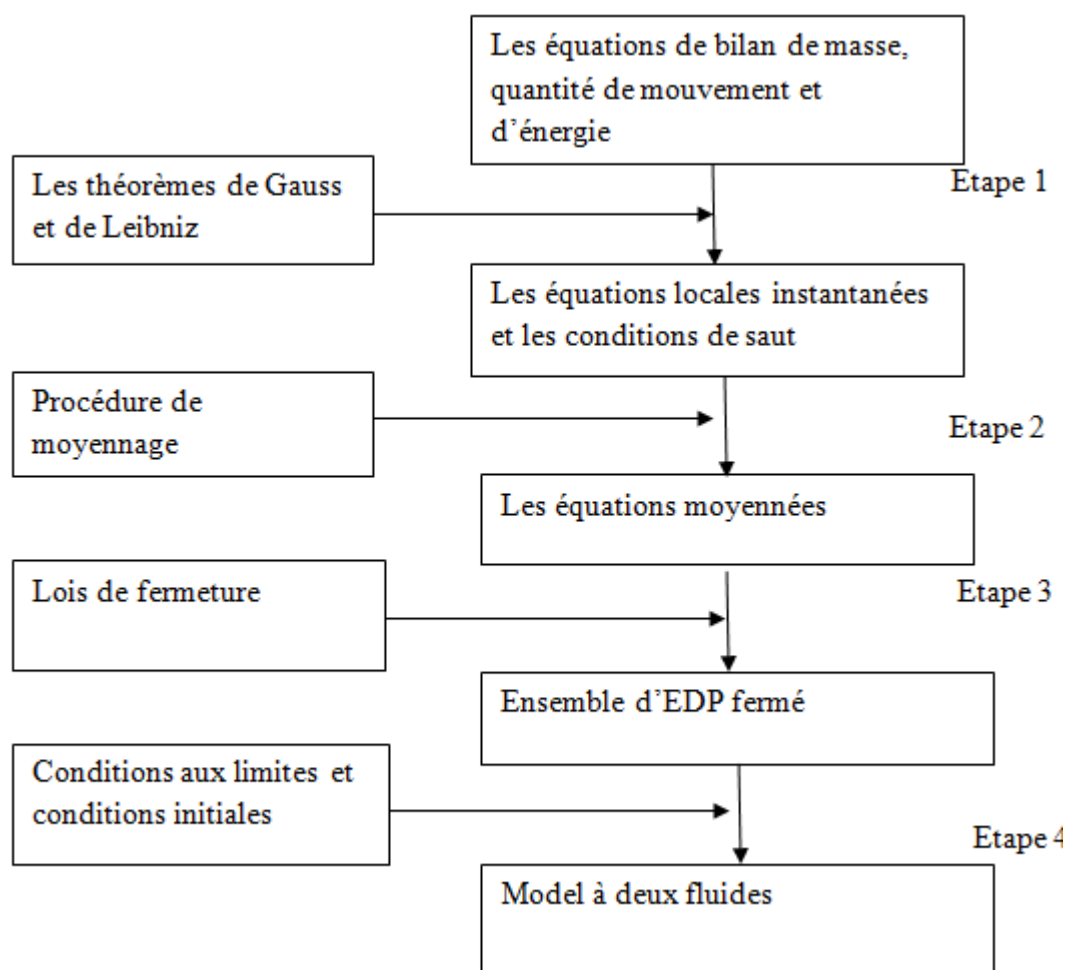 Les équations de bilan de masse,
quantité de mouvement et
d'énergie
Etape 1
Les théorèmes de Gauss
et de Leibniz
Les équations locales instantanées
et les conditions de saut
Procédure de
moyennage
Etape 2
Les équations moyennées
Lois de fermeture
Etape 3
Ensemble d'EDP fermé
Conditions aux limites et
conditions initiales
Etape 4
Model à deux fluides